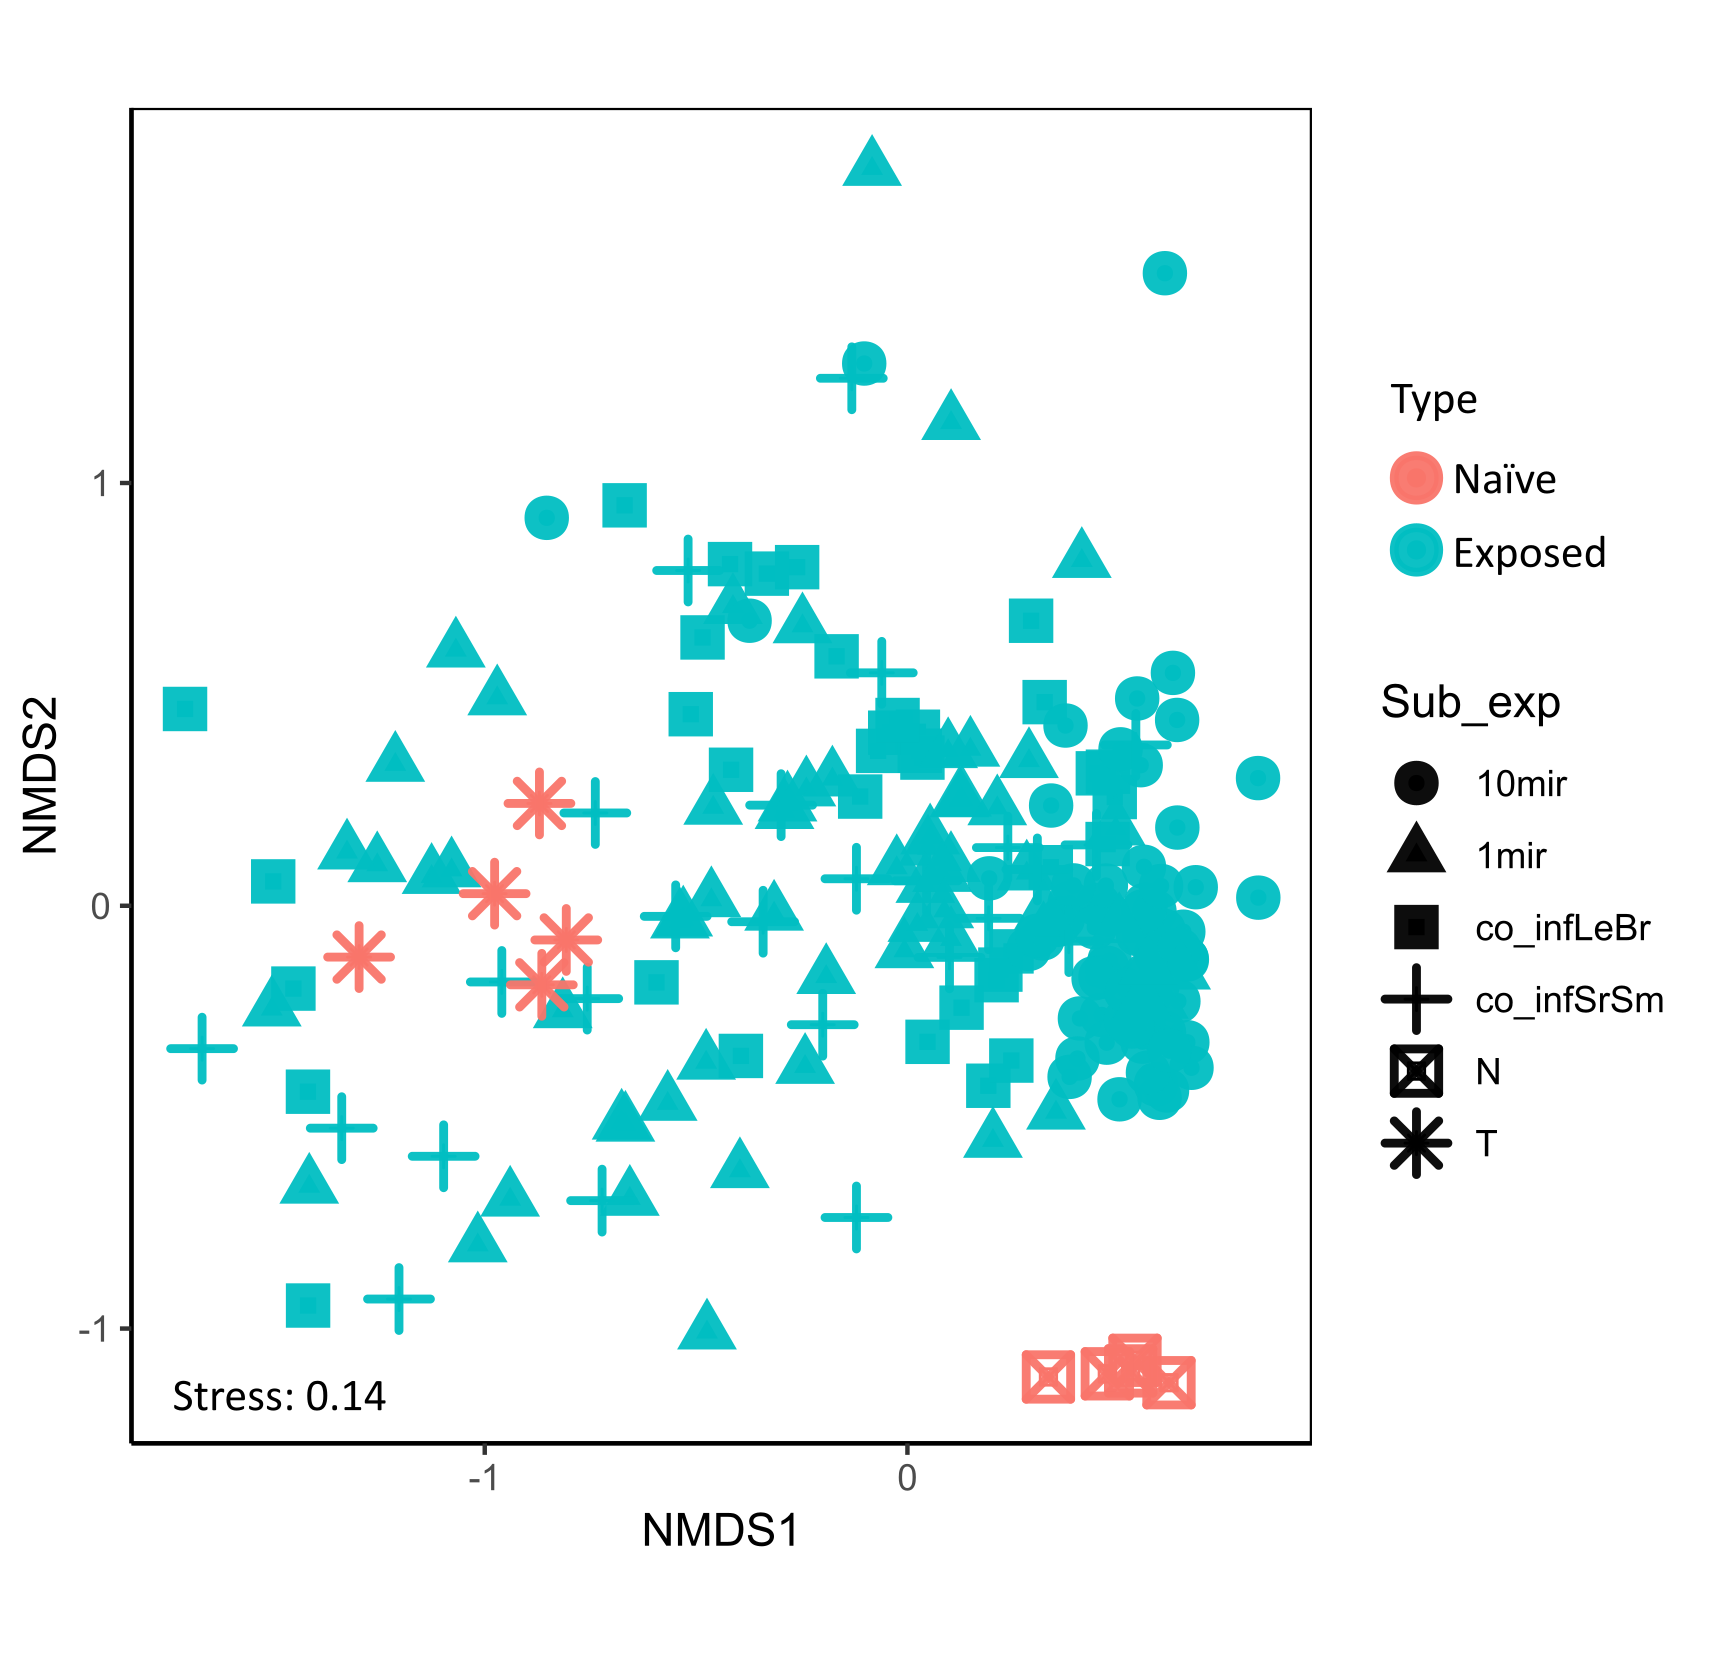 NMDS2
1
0
-1
Stress: 0.14
-1
0
NMDS1
Type
Naïve
Exposed
Sub_exp
10mir
1mir
co_infLeBr
co_infSrSm
N
T